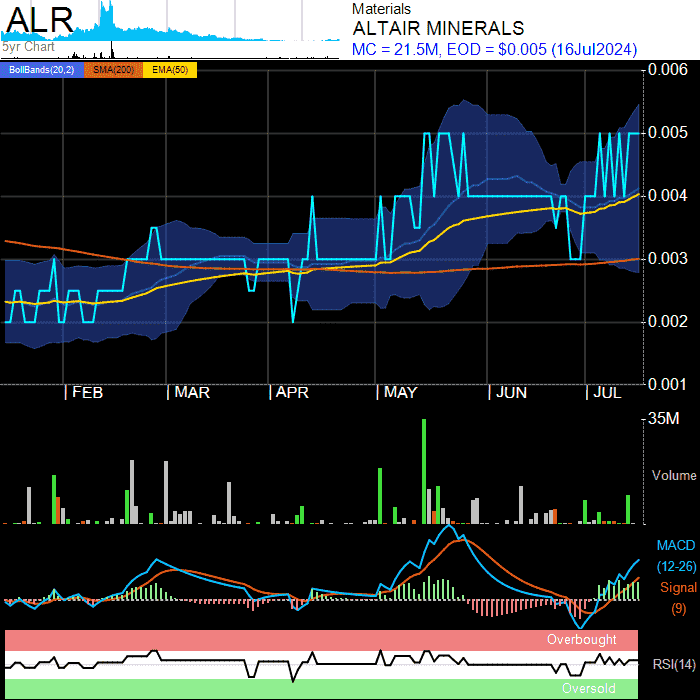 ALR
5yr Chart
Materials
ALTAIR MINERALS
MC = 21.5M, EOD = $0.005 (16Jul2024)
BollBands(20,2) SMA(200) EMA(50)
0.006
0.005
0.004
0.003
0.002
0.001
FEB MAR APR MAY JUN JUL
35M
Volume
MACD
(12-26)
Signal
(9)
Overbought
RSI(14)
Oversold